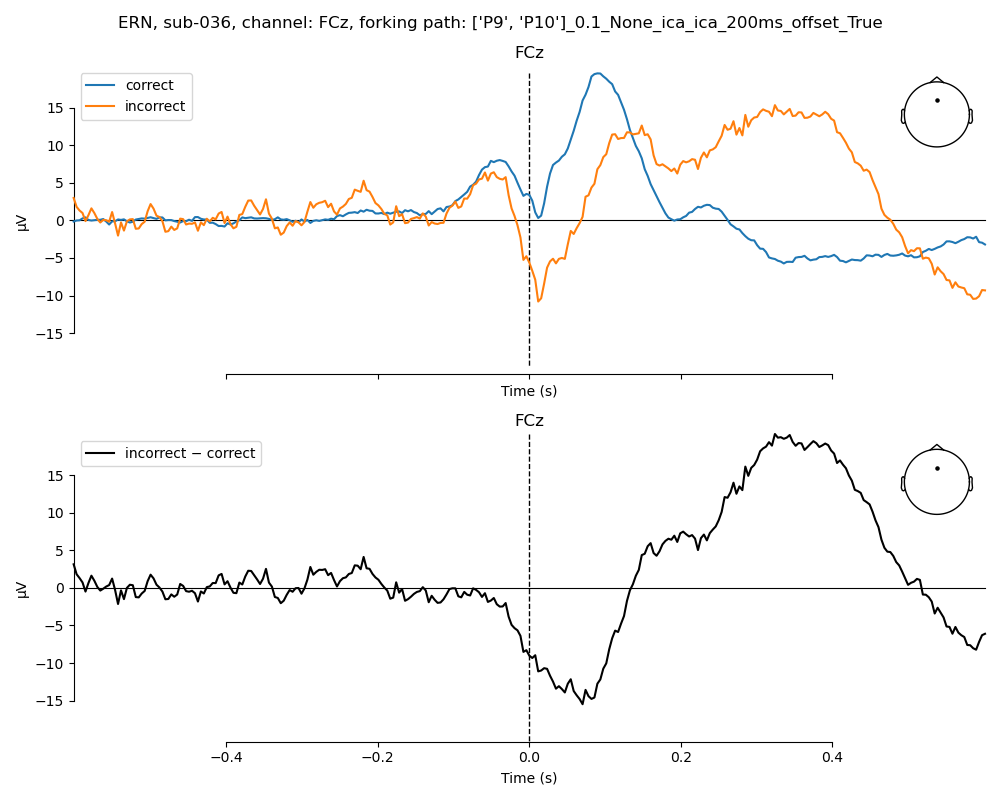 ERN, sub-036, channel: FCz, forking path: ['P9', 'P10']_0.1_None_ica_ica_200ms_offset_True
FCz
correct
incorrect
15
10
5
0
−5
−10
−15
µV
Time (s)
FCz
incorrect − correct
15
10
5
0
−5
−10
−15
µV
−0.4
−0.2
0.0
0.2
0.4
Time (s)